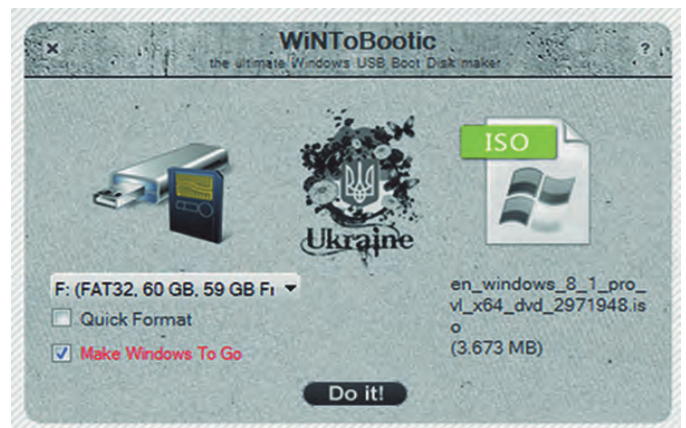 WiNToBootic
the ultimate Windows USB Boot Disk maker
?
ISO
Ukraine
F: (FAT32, 60 GB, 59 GB Fr
Quick Format
Make Windows To Go
en_windows_8_1_pro_
vl_x64_dvd_2971948.is
o
(3.673 MB)
Do it!